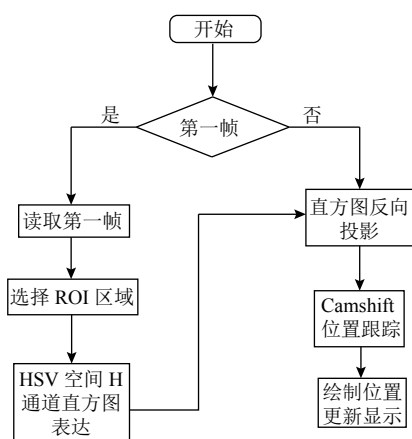 开始
第一帧
是
否
读取第一帧
选择 ROI 区域
HSV 空间 H
通道直方图
表达
直方图反向
投影
Camshift
位置跟踪
绘制位置
更新显示